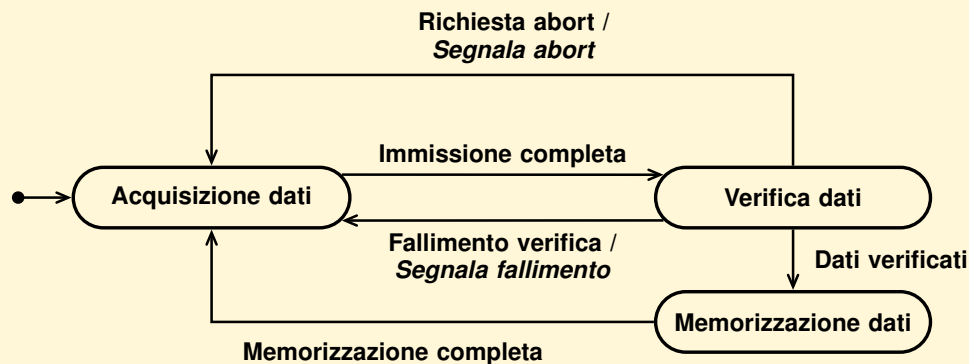 Richiesta abort /
Segnala abort
Immissione completa
Acquisizione dati
Verifica dati
Fallimento verifica /
Segnala fallimento
Dati verificati
Memorizzazione dati
Memorizzazione completa